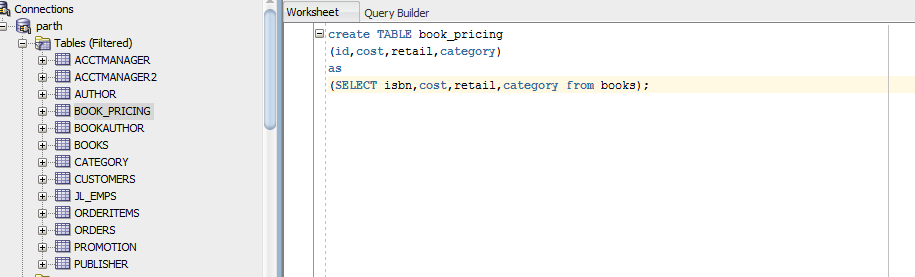 Connections
parth
Tables (Filtered)
ACCTMANAGER
ACCTMANAGER2
AUTHOR
BOOK_PRICING
BOOKAUTHOR
BOOKS
CATEGORY
CUSTOMERS
JL_EMPS
ORDERITEMS
ORDERS
PROMOTION
PUBLISHER
Worksheet Query Builder
create TABLE book_pricing
(id,cost,retail,category)
as
(SELECT isbn,cost,retail,category from books);